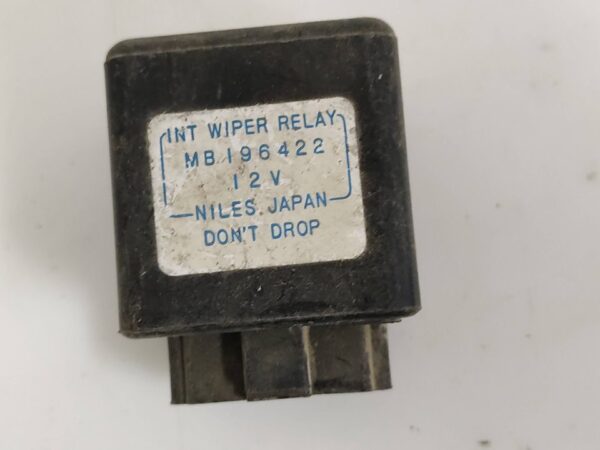 INT WIPER RELAY
MB196422
12V
NILES JAPAN
DON'T DROP